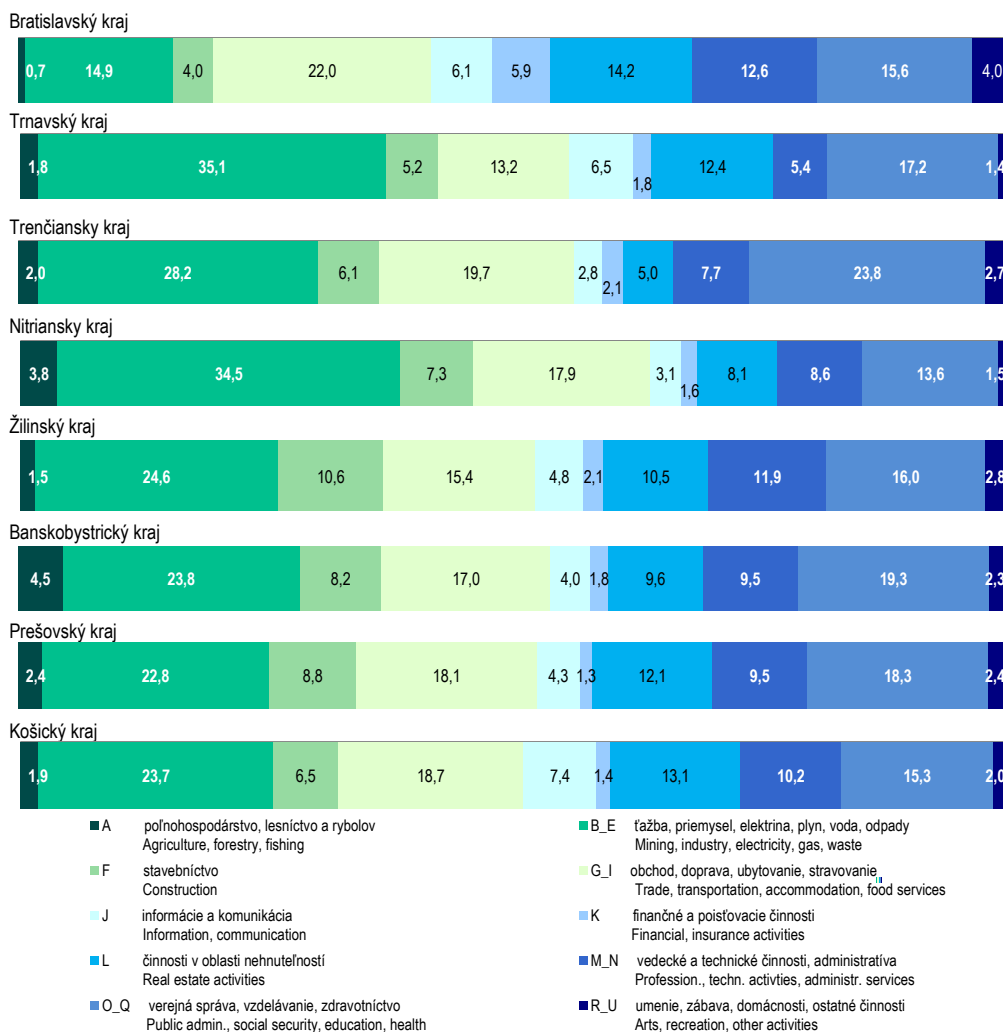 Bratislavský kraj
0,7 14,9 4,0 22,0 6,1 5,9 14,2 12,6 15,6 4,0
Trnavský kraj
1,8 35,1 5,2 13,2 6,5 1,8 12,4 5,4 17,2 1,4
Trenčiansky kraj
2,0 28,2 6,1 19,7 2,8 2,1 5,0 7,7 23,8 2,7
Nitriansky kraj
3,8 34,5 7,3 17,9 3,1 1,6 8,1 8,6 13,6 1,5
Žilinský kraj
1,5 24,6 10,6 15,4 4,8 2,1 10,5 11,9 16,0 2,8
Banskobystrický kraj
4,5 23,8 8,2 17,0 4,0 1,8 9,6 9,5 19,3 2,3
Prešovský kraj
2,4 22,8 8,8 18,1 4,3 1,3 12,1 9,5 18,3 2,4
Košický kraj
1,9 23,7 6,5 18,7 7,4 1,4 13,1 10,2 15,3 2,0
A poľnohospodárstvo, lesníctvo a rybolov
Agriculture, forestry, fishing
B_E ťažba, priemysel, elektrina, plyn, voda, odpady
Mining, industry, electricity, gas, waste
F stavebníctvo
Construction
G_I obchod, doprava, ubytovanie, stravovanie
Trade, transportation, accommodation, food services
J informácie a komunikácia
Information, communication
K finančné a poisťovacie činnosti
Financial, insurance activities
L činnosti v oblasti nehnuteľností
Real estate activities
M_N vedecké a technické činnosti, administratíva
Profession., techn. activties, administr. services
O_Q verejná správa, vzdelávanie, zdravotníctvo
Public admin., social security, education, health
R_U umenie, zábava, domácnosti, ostatné činnosti
Arts, recreation, other activities